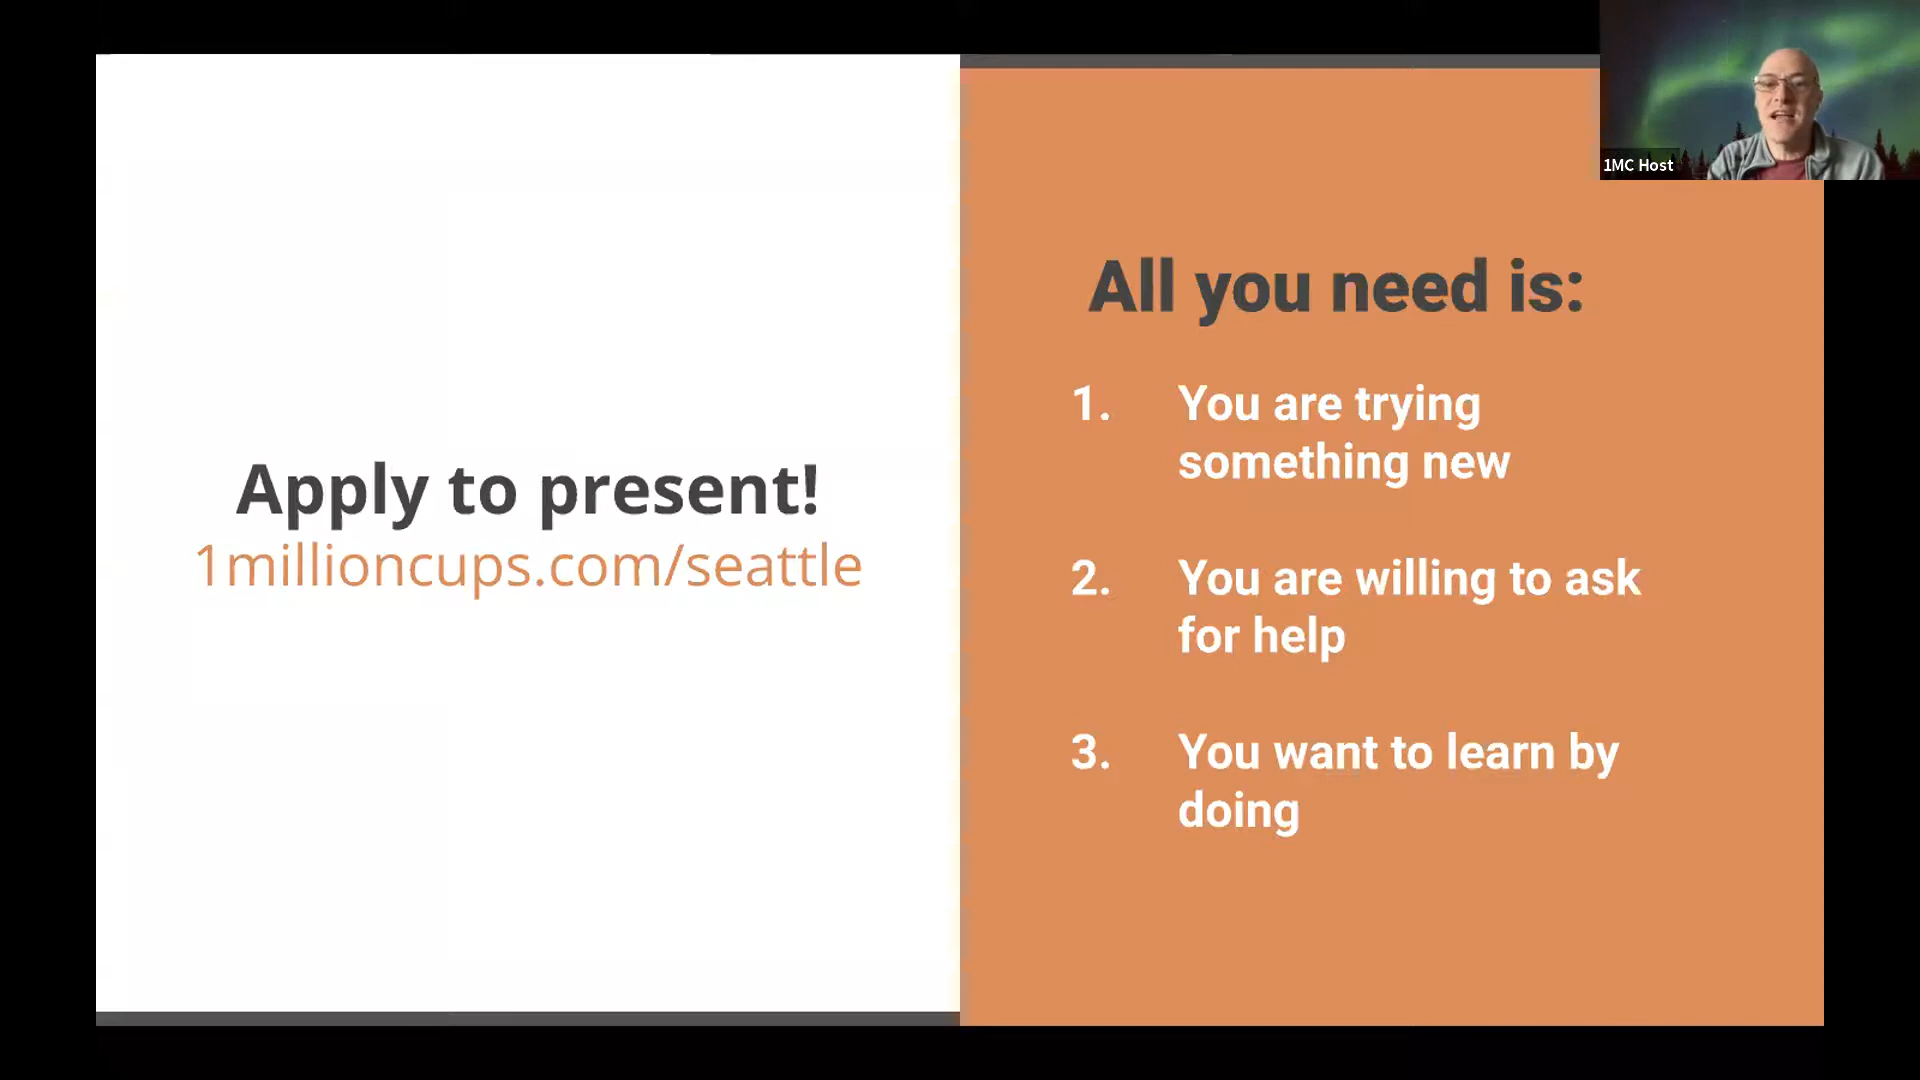 Apply to present!
1millioncups.com/seattle
All you need is:
1. You are trying
something new
2. You are willing to ask
for help
3. You want to learn by
doing
1MC Host